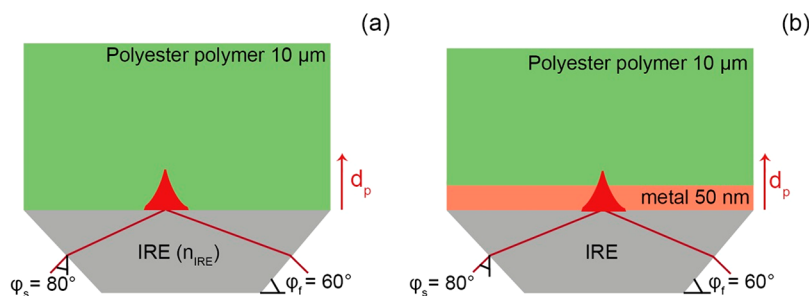 (a)
Polyester polymer 10 µm
dp
IRE (nIRE)
φs= 80°
φf= 60°
(b)
Polyester polymer 10 µm
metal 50 nm
dp
IRE
φs= 80°
φf= 60°